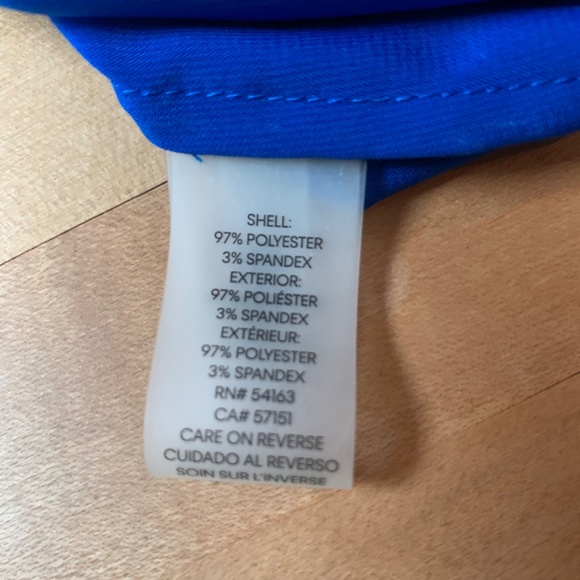 SHELL:
97% POLYESTER
3% SPANDEX
EXTERIOR:
97% POLIÉSTER
3% SPANDEX
EXTÉRIEUR:
97% POLYESTER
3% SPANDEX
RN# 54163
CA# 57151
CARE ON REVERSE
CUIDADO AL REVERSO
SOIN SUR L'INVERSE